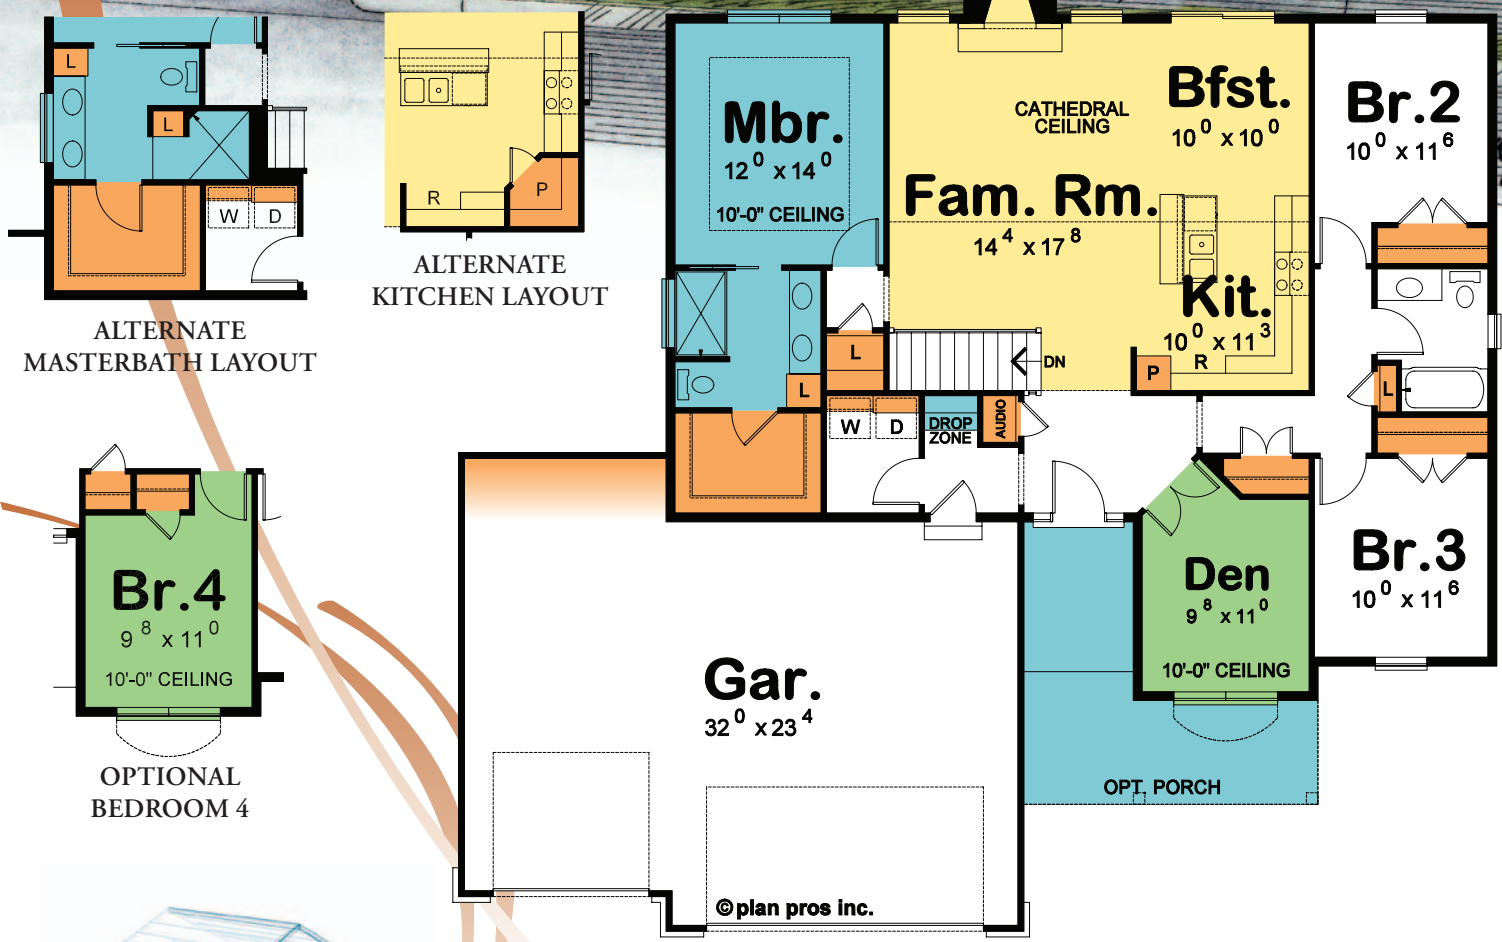 L
L
W D
ALTERNATE
MASTERBATH LAYOUT
R
P
ALTERNATE
KITCHEN LAYOUT
Br.4
9 8 x 11 0
10'-0" CEILING
OPTIONAL
BEDROOM 4
Mbr.
12 0 x 14 0
10'-0" CEILING
CATHEDRAL
CEILING
Bfst.
10 0 x 10 0
Fam. Rm.
14 4 x 17 8
Kit.
10 0 x 11 3
R
P
DN
L
L
W D
DROP
ZONE
AUDIO
Br.2
10 0 x 11 6
L
Br.3
10 0 x 11 6
Den
9 8 x 11 0
10'-0" CEILING
Gar.
32 0 x 23 4
OPT. PORCH
©plan pros inc.